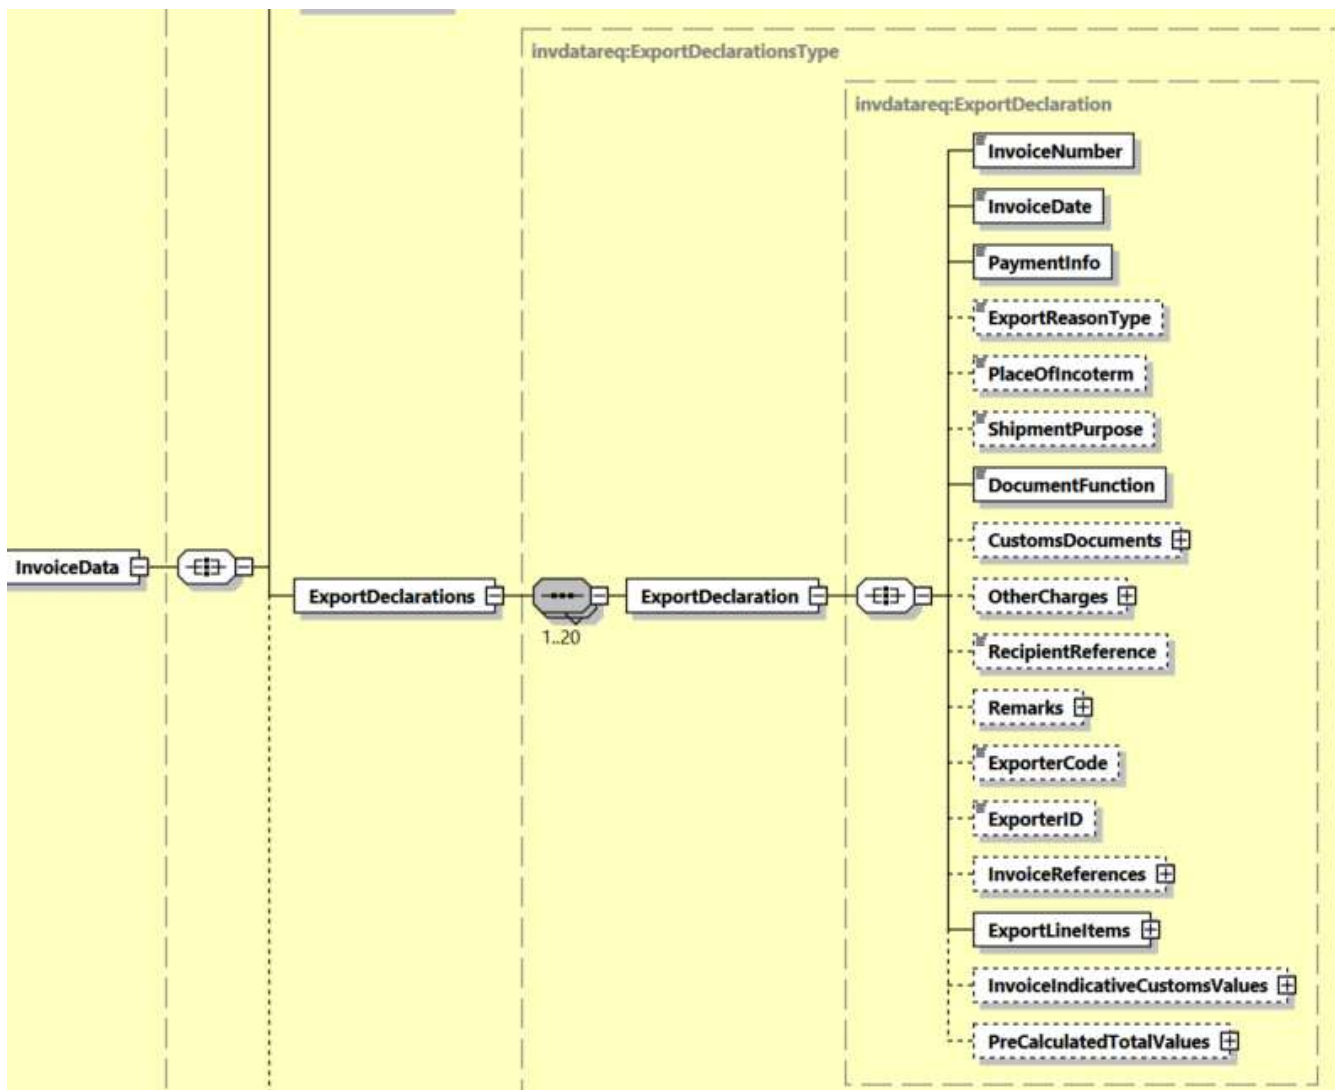 invdatareq:ExportDeclarationsType
invdatareq:ExportDeclaration
InvoiceNumber
InvoiceDate
PaymentInfo
ExportReasonType
PlaceOfIncoterm
ShipmentPurpose
DocumentFunction
CustomsDocuments
InvoiceData
ExportDeclarations
1..20
ExportDeclaration
OtherCharges
RecipientReference
Remarks
ExporterCode
ExporterID
InvoiceReferences
ExportLineItems
InvoiceIndicativeCustomsValues
PreCalculatedTotalValues